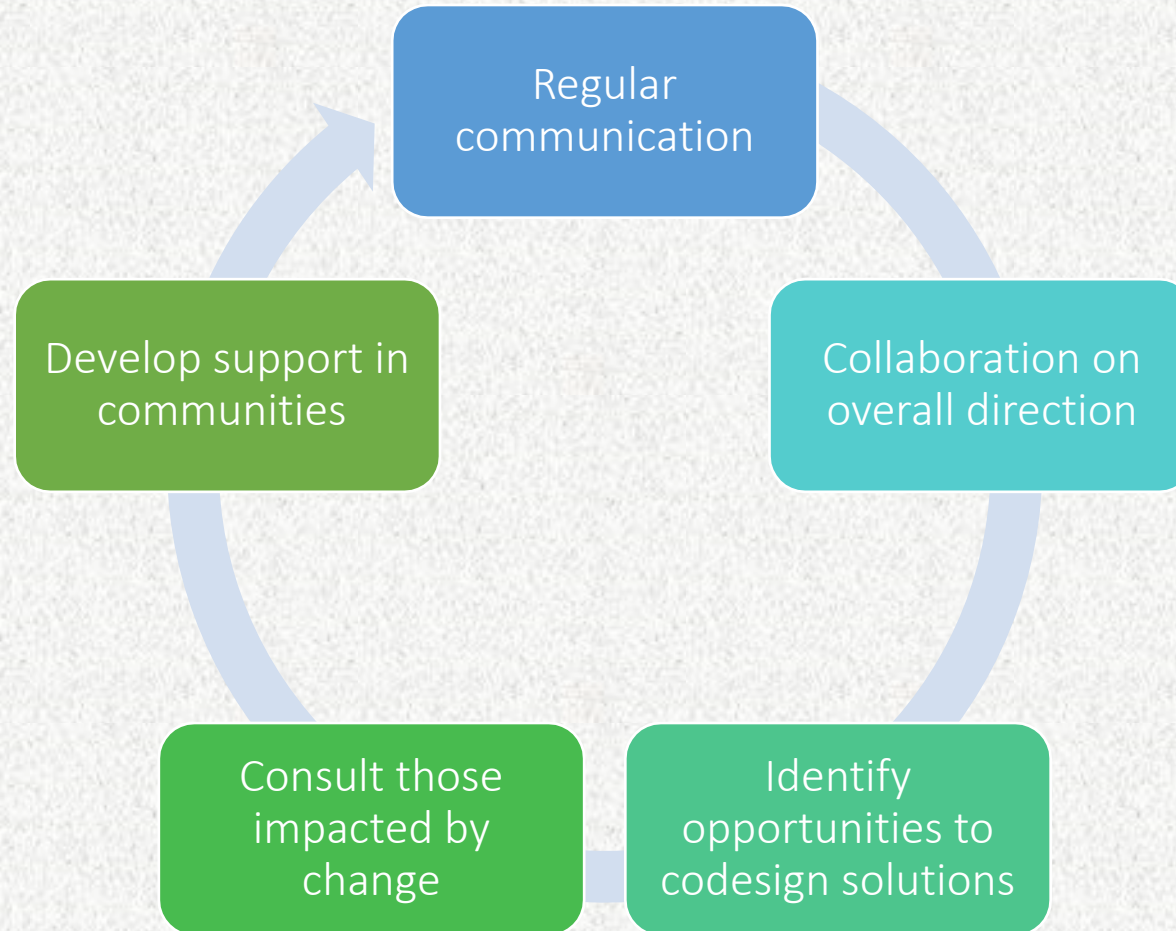 Regular
communication
Collaboration on
overall direction
Identify
opportunities to
codesign solutions
Consult those
impacted by
change
Develop support in
communities